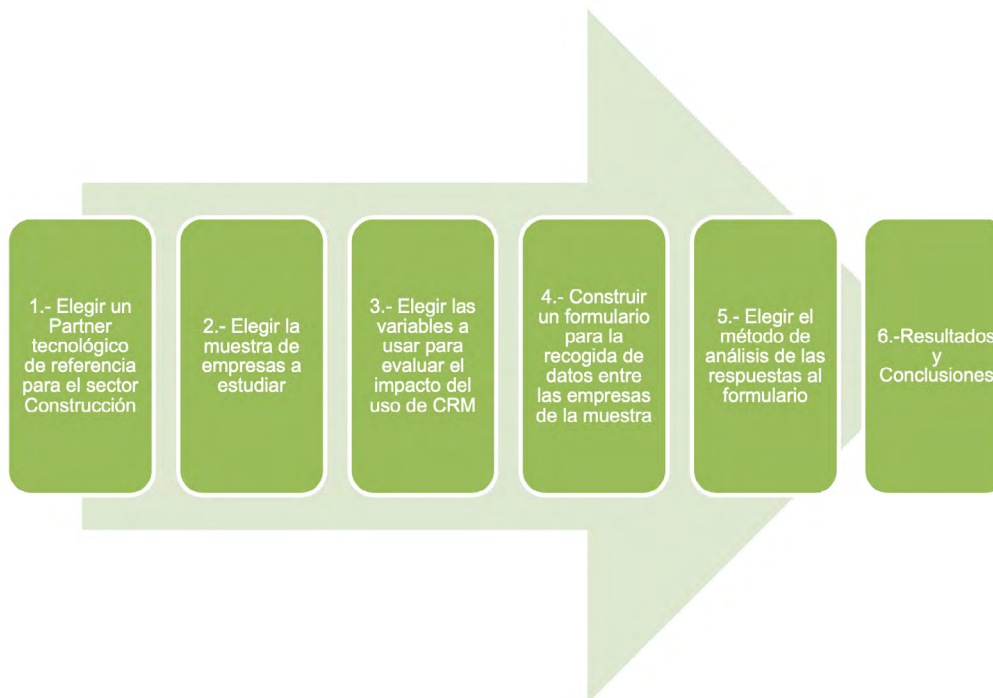 1.- Elegir un
Partner
tecnológico
de referencia
para el sector
Construcción
2.- Elegir la
muestra de
empresas a
estudiar
3.- Elegir las
variables a
usar para
evaluar el
impacto del
uso de CRM
4.- Construir
un formulario
para la
recogida de
datos entre
las empresas
de la muestra
5.- Elegir el
método de
análisis de las
respuestas al
formulario
6.-Resultados
y
Conclusiones